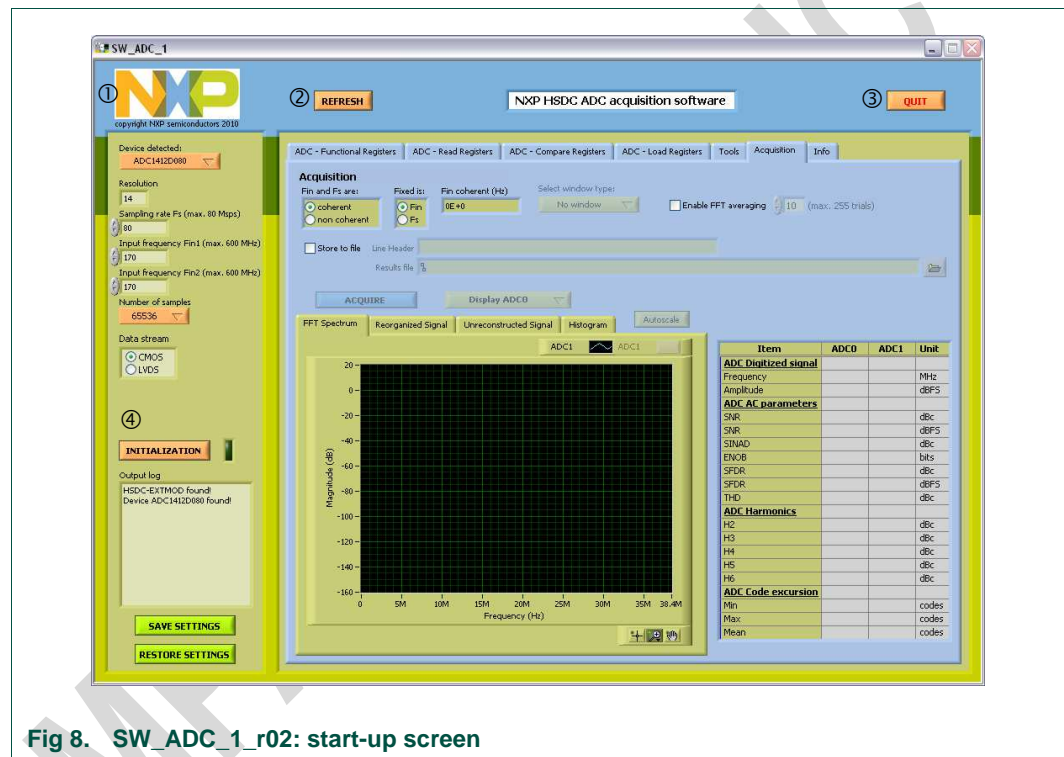 SW_ADC_1
①
NXP
copyright NXP semiconductors 2010
② REFRESH
NXP HSDC ADC acquisition software
③ QUIT
Device detected:
ADC1412D080
Resolution
14
Sampling rate Fs (max. 80 Msps)
80
Input frequency Fin1 (max. 600 MHz)
170
Input frequency Fin2 (max. 600 MHz)
170
Number of samples
65536
Data stream
CMOS
LVDS
④
INITIALIZATION
Output log
HSDC-EXTMOD found!
Device ADC1412D080 found!
SAVE SETTINGS
RESTORE SETTINGS
ADC - Functional Registers ADC - Read Registers ADC - Compare Registers ADC - Load Registers Tools Acquisition Info
Acquisition
Fin and Fs are: Fixed is: Fin coherent (Hz) Select window type:
coherent Fin 0E+0 No window Enable FFT averaging 10 (max. 255 trials)
non coherent Fs
Store to file Line Header
Results file
ACQUIRE Display ADC0
FFT Spectrum Reorganized Signal Unreconstructed Signal Histogram Autoscale
ADC1 ADC1
20
0
-20
-40
-60
-80
-100
-120
-140
-160
Magnitude (dB)
0 5M 10M 15M 20M 25M 30M 35M 38.4M
Frequency (Hz)
Item ADC0 ADC1 Unit
ADC Digitized signal
Frequency MHz
Amplitude dBFS
ADC AC parameters
SNR dBc
SNR dBFS
SINAD dBc
ENOB bits
SFDR dBc
SFDR dBFS
THD dBc
ADC Harmonics
H2 dBc
H3 dBc
H4 dBc
H5 dBc
H6 dBc
ADC Code excursion
Min codes
Max codes
Mean codes
Fig 8. SW_ADC_1_r02: start-up screen